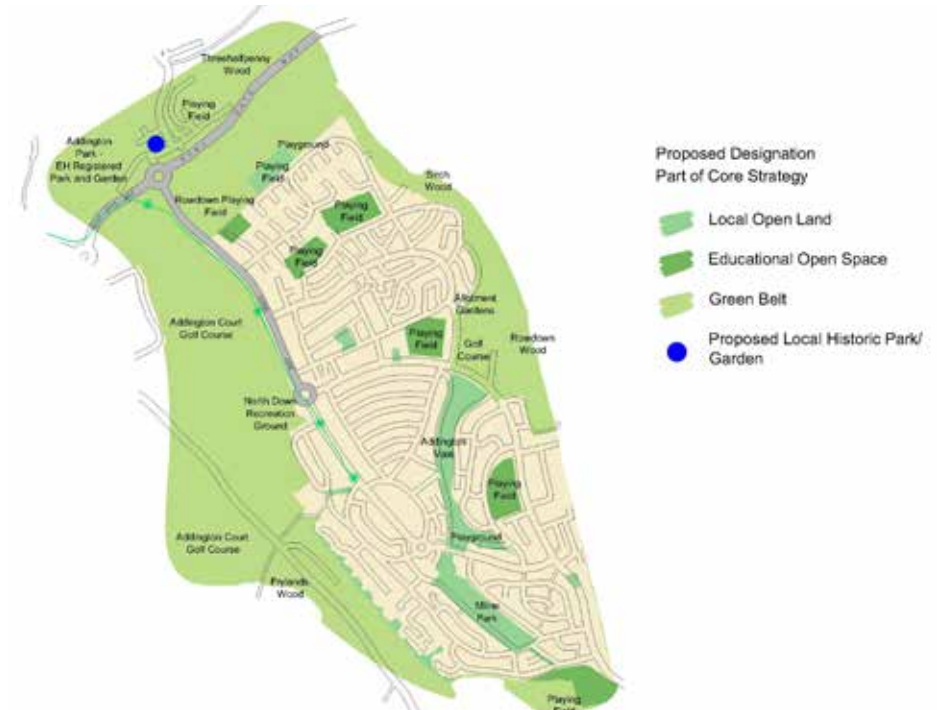 Threehalfpenny
Wood
Playing
Field
Addington
Park -
EH Registered
Park and Garden
Playground
Playing
Field
Birch
Wood
Rowdown Playing
Field
Playing
Field
Playing
Field
Allotment
Gardens
Addington Court
Golf Course
Playing
Field
Golf
Course
Rowdown
Wood
North Down
Recreation
Ground
Addington
Vale
Playing
Field
Addington Court
Golf Course
Playground
Frylands
Wood
Milne
Park
Playing
Field
Proposed Designation
Part of Core Strategy
Local Open Land
Educational Open Space
Green Belt
Proposed Local Historic Park/
Garden